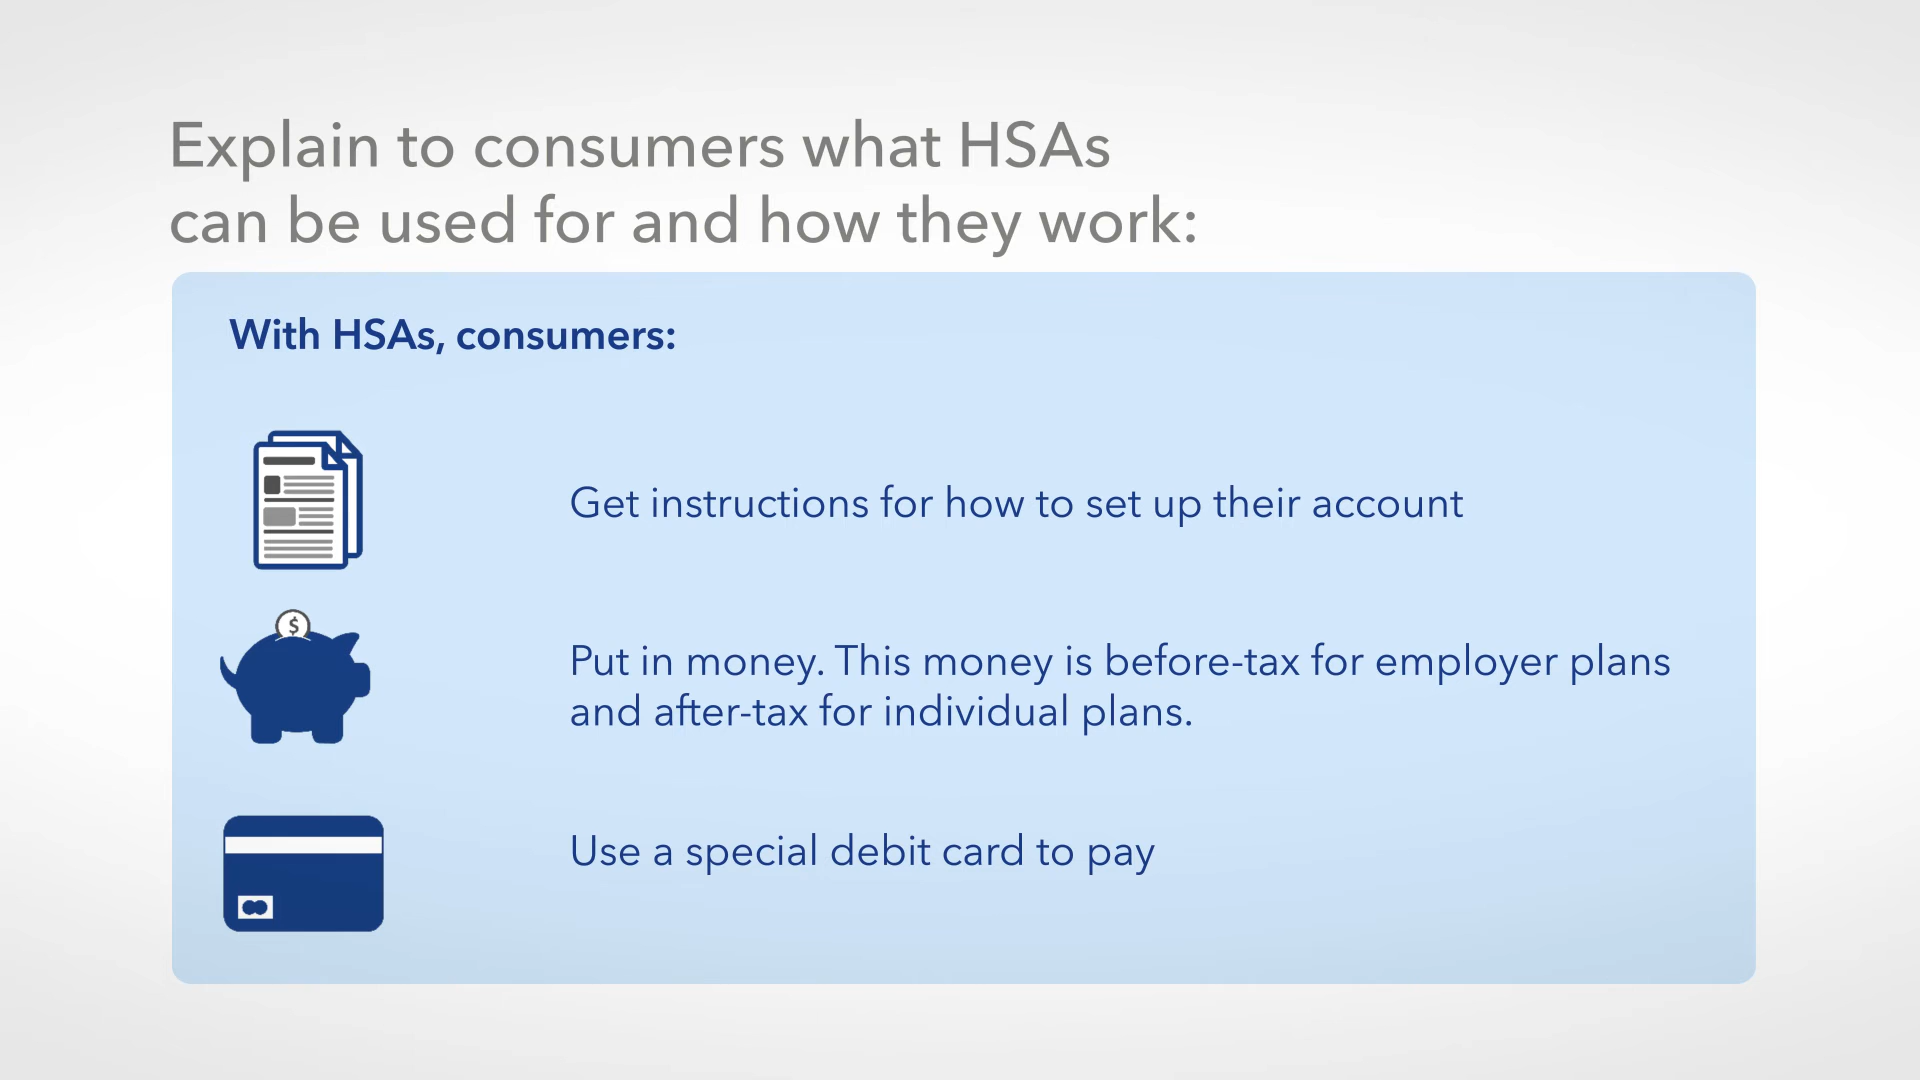 Explain to consumers what HSAs
can be used for and how they work:
With HSAs, consumers:
Get instructions for how to set up their account
$
Put in money. This money is before-tax for employer plans
and after-tax for individual plans.
Use a special debit card to pay